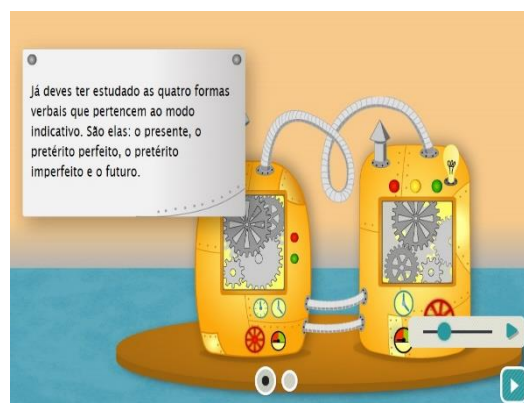 Já deves ter estudado as quatro formas
verbais que pertencem ao modo
indicativo. São elas: o presente, o
pretérito perfeito, o pretérito
imperfeito e o futuro.